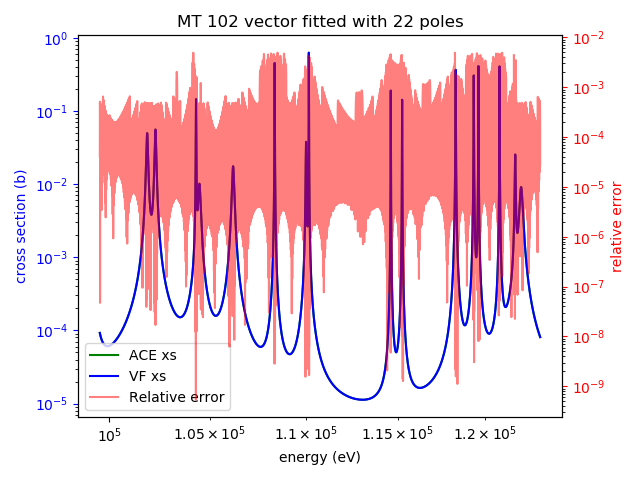 MT 102 vector fitted with 22 poles
10⁰
10⁻¹
10⁻²
10⁻³
10⁻⁴
10⁻⁵
cross section (b)
10⁻²
10⁻³
10⁻⁴
10⁻⁵
10⁻⁶
10⁻⁷
10⁻⁸
10⁻⁹
relative error
ACE xs
VF xs
Relative error
10⁵ 1.05 × 10⁵ 1.1 × 10⁵ 1.15 × 10⁵ 1.2 × 10⁵
energy (eV)